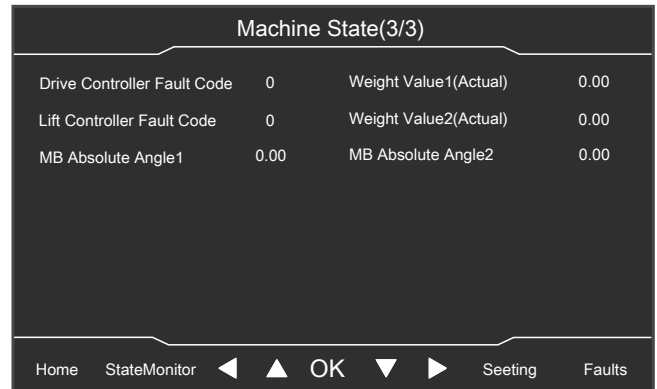 Machine State(3/3)
Drive Controller Fault Code 0 Weight Value1(Actual) 0.00
Lift Controller Fault Code 0 Weight Value2(Actual) 0.00
MB Absolute Angle1 0.00 MB Absolute Angle2 0.00
Home StateMonitor OK Seeting Faults